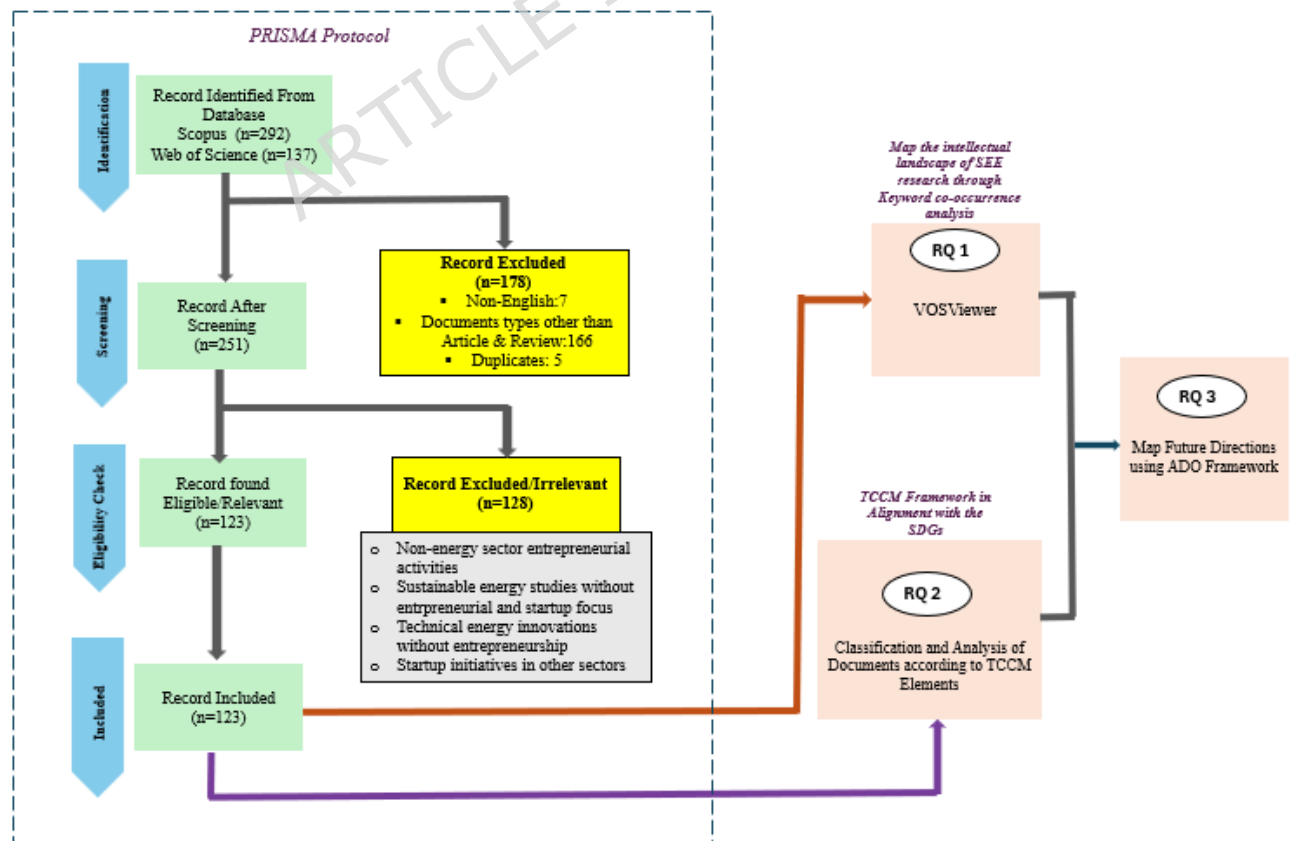 ARTICLE
PRISMA Protocol
Identification
Record Identified From
Database
Scopus (n=292)
Web of Science (n=137)
Record Excluded
(n=178)
▪ Non-English:7
▪ Documents types other than
Article & Review:166
▪ Duplicates: 5
Screening
Record After
Screening
(n=251)
Eligibility Check
Record found
Eligible/Relevant
(n=123)
Record Excluded/Irrelevant
(n=128)
o Non-energy sector entrepreneurial
activities
o Sustainable energy studies without
entrpreneurial and startup focus
o Technical energy innovations
without entrepreneurship
o Startup initiatives in other sectors
Included
Record Included
(n=123)
Map the intellectual
landscape of SEE
research through
Keyword co-occurrence
analysis
RQ 1
VOSViewer
TCCM Framework in
Alignment with the
SDGs
RQ 2
Classification and Analysis of
Documents according to TCCM
Elements
RQ 3
Map Future Directions
using ADO Framework